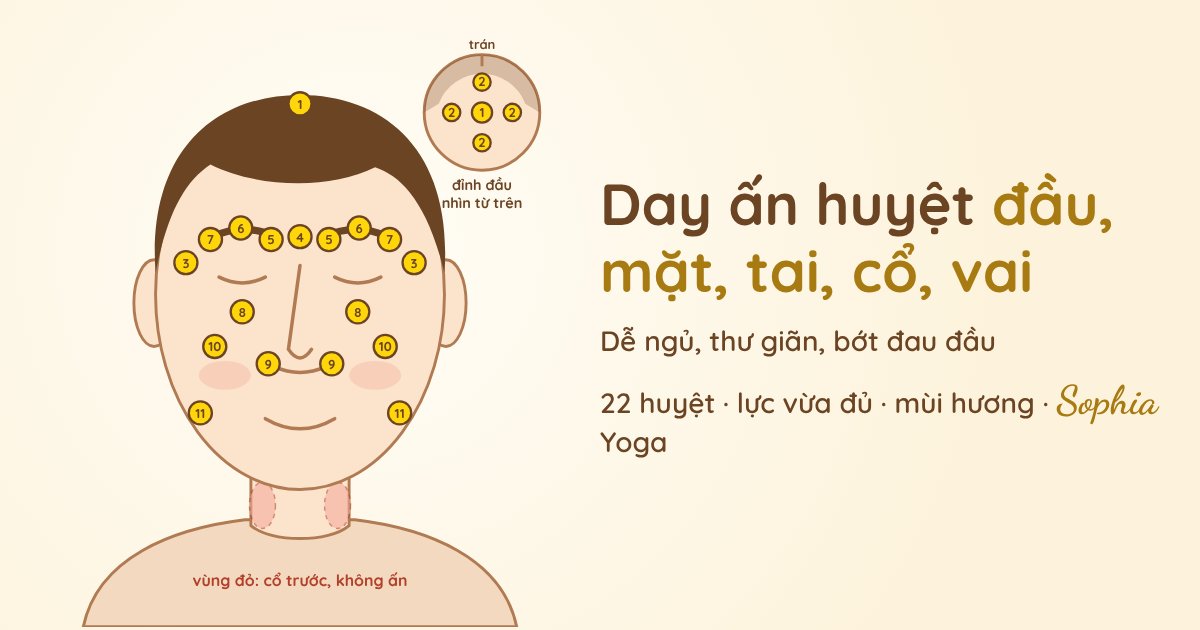 trán
2
2 1 2
2
đỉnh đầu
nhìn từ trên
1
7 6 5 4 5 6 7
3 3
8 8
10 10
9 9
11 11
vùng đỏ: cổ trước, không ấn
Day ấn huyệt đầu,
mặt, tai, cổ, vai
Dễ ngủ, thư giãn, bớt đau đầu
22 huyệt · lực vừa đủ · mùi hương · Sophia
Yoga